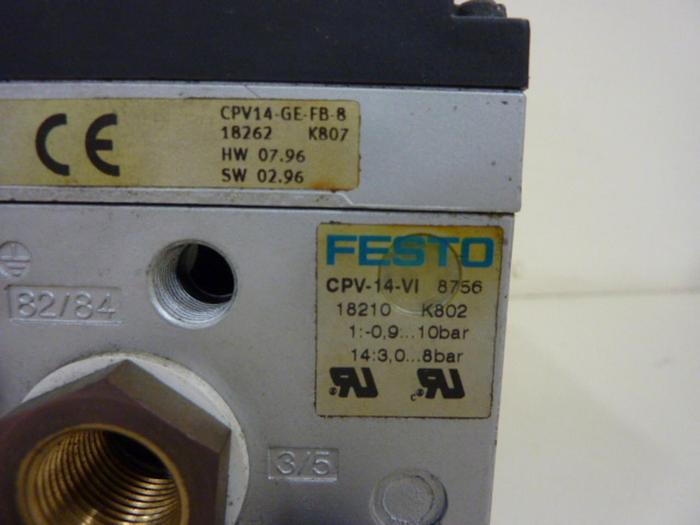 CE
CPV14-GE-FB-8
18262 K807
HW 07.96
SW 02.96
82/84
FESTO
CPV-14-VI 8756
18210 K802
1:-0,9...10bar
14:3,0...8bar
3/5